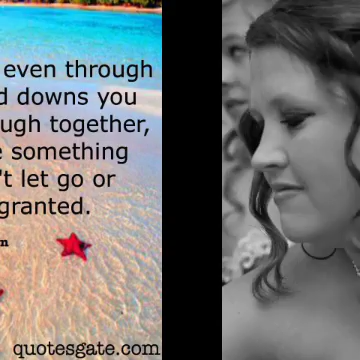 even through
d downs you
ugh together,
e something
't let go or
granted.
n
quotesgate.com